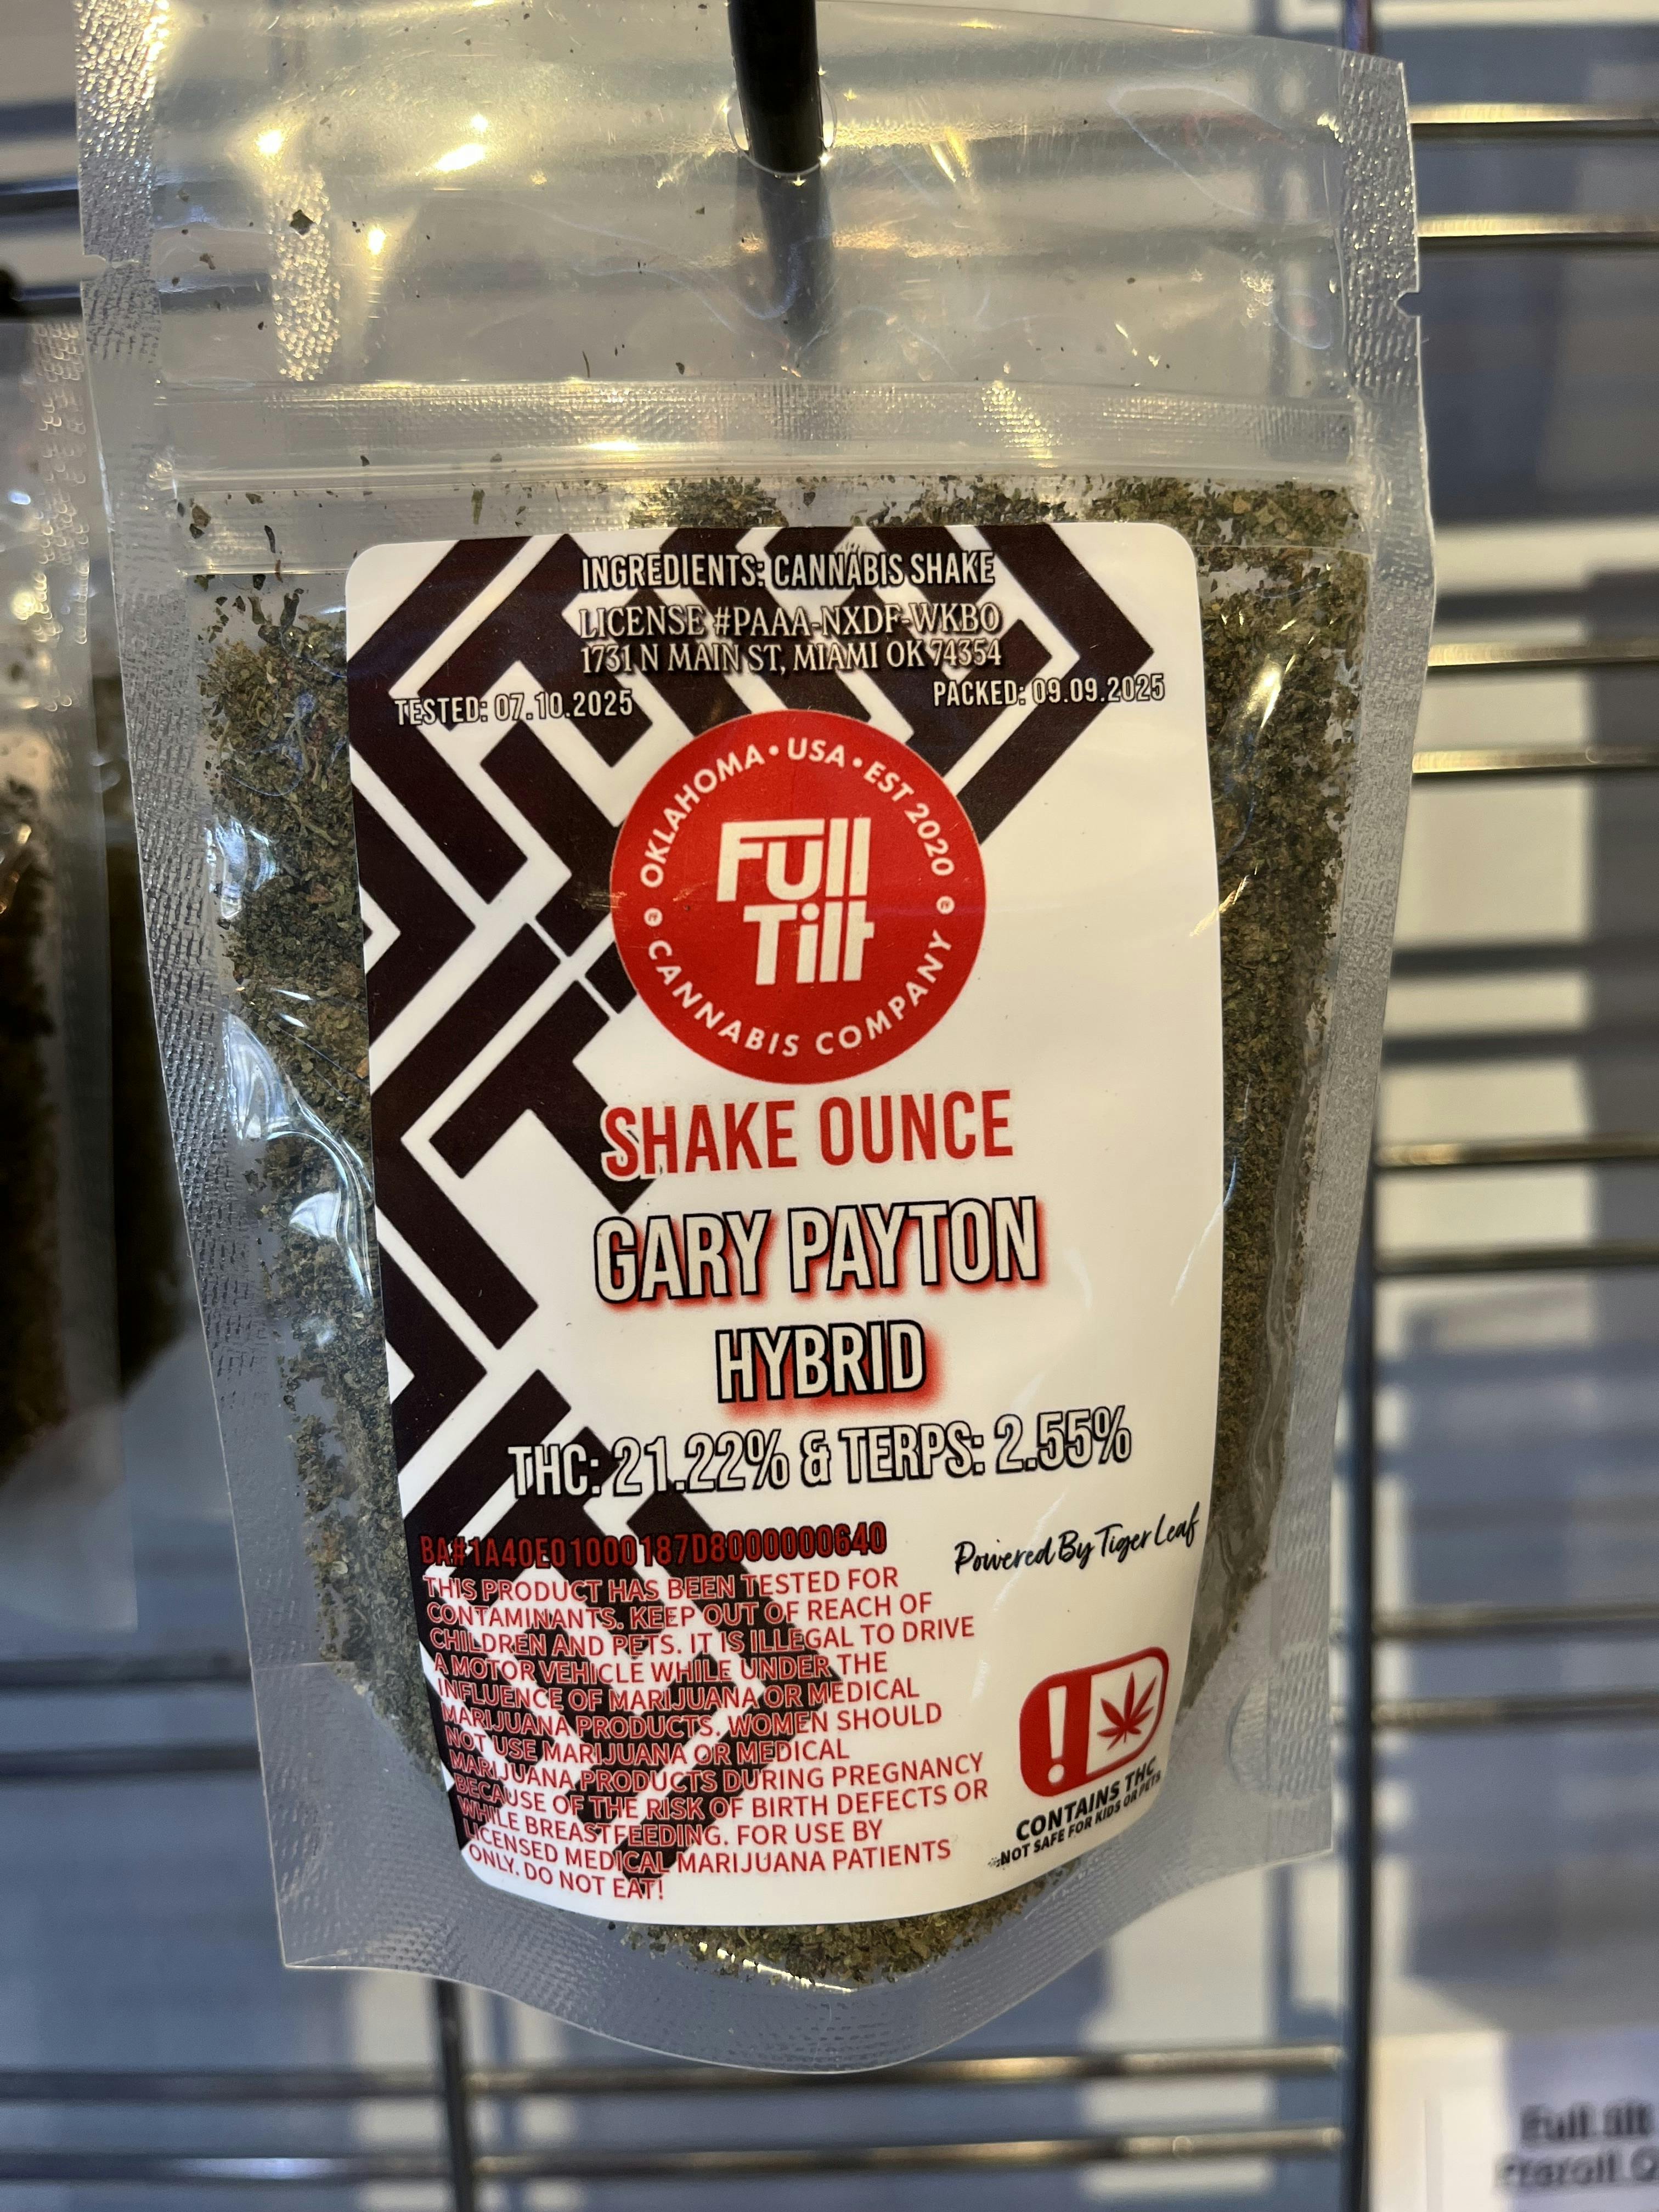 INGREDIENTS: CANNABIS SHAKE
LICENSE #PAAA-NXDF-WKBO
1731 N MAIN ST, MIAMI OK 74354
TESTED: 07.10.2025
PACKED: 09.09.2025
OKLAHOMA • USA • EST 2020
Full
Tilt
CANNABIS COMPANY
SHAKE OUNCE
GARY PAYTON
HYBRID
THC: 21.22% & TERPS: 2.55%
BA#1A40E01000187D8000000640
Powered By Tiger Leaf
THIS PRODUCT HAS BEEN TESTED FOR
CONTAMINANTS. KEEP OUT OF REACH OF
CHILDREN AND PETS. IT IS ILLEGAL TO DRIVE
A MOTOR VEHICLE WHILE UNDER THE
INFLUENCE OF MARIJUANA OR MEDICAL
MARIJUANA PRODUCTS. WOMEN SHOULD
NOT USE MARIJUANA OR MEDICAL
MARIJUANA PRODUCTS DURING PREGNANCY
BECAUSE OF THE RISK OF BIRTH DEFECTS OR
WHILE BREASTFEEDING. FOR USE BY
LICENSED MEDICAL MARIJUANA PATIENTS
ONLY. DO NOT EAT!
!
CONTAINS THC
NOT SAFE FOR KIDS OR PETS
Full tilt